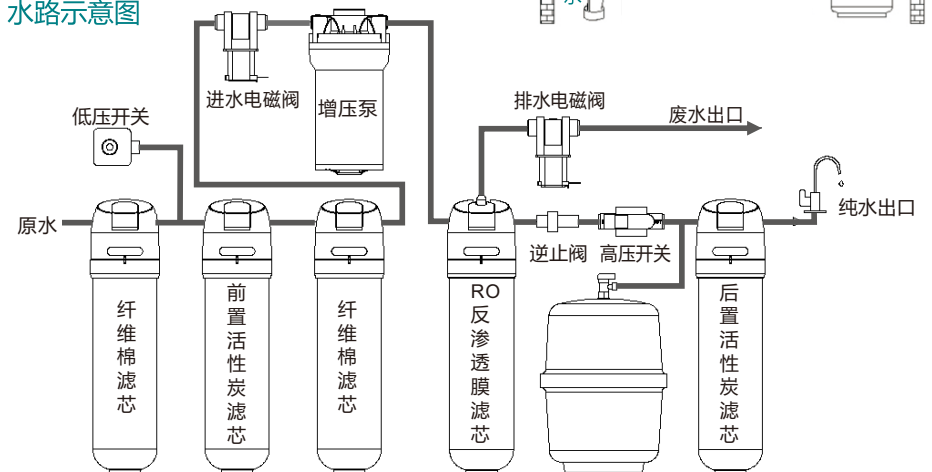 水路示意图
水
进水电磁阀
增压泵
排水电磁阀
废水出口
低压开关
原水
纯水出口
逆止阀
高压开关
纤维棉滤芯
前置活性炭滤芯
纤维棉滤芯
RO反渗透膜滤芯
后置活性炭滤芯